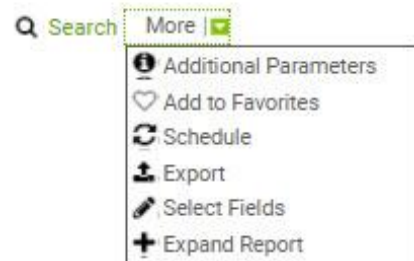 Search More
Additional Parameters
Add to Favorites
Schedule
Export
Select Fields
Expand Report